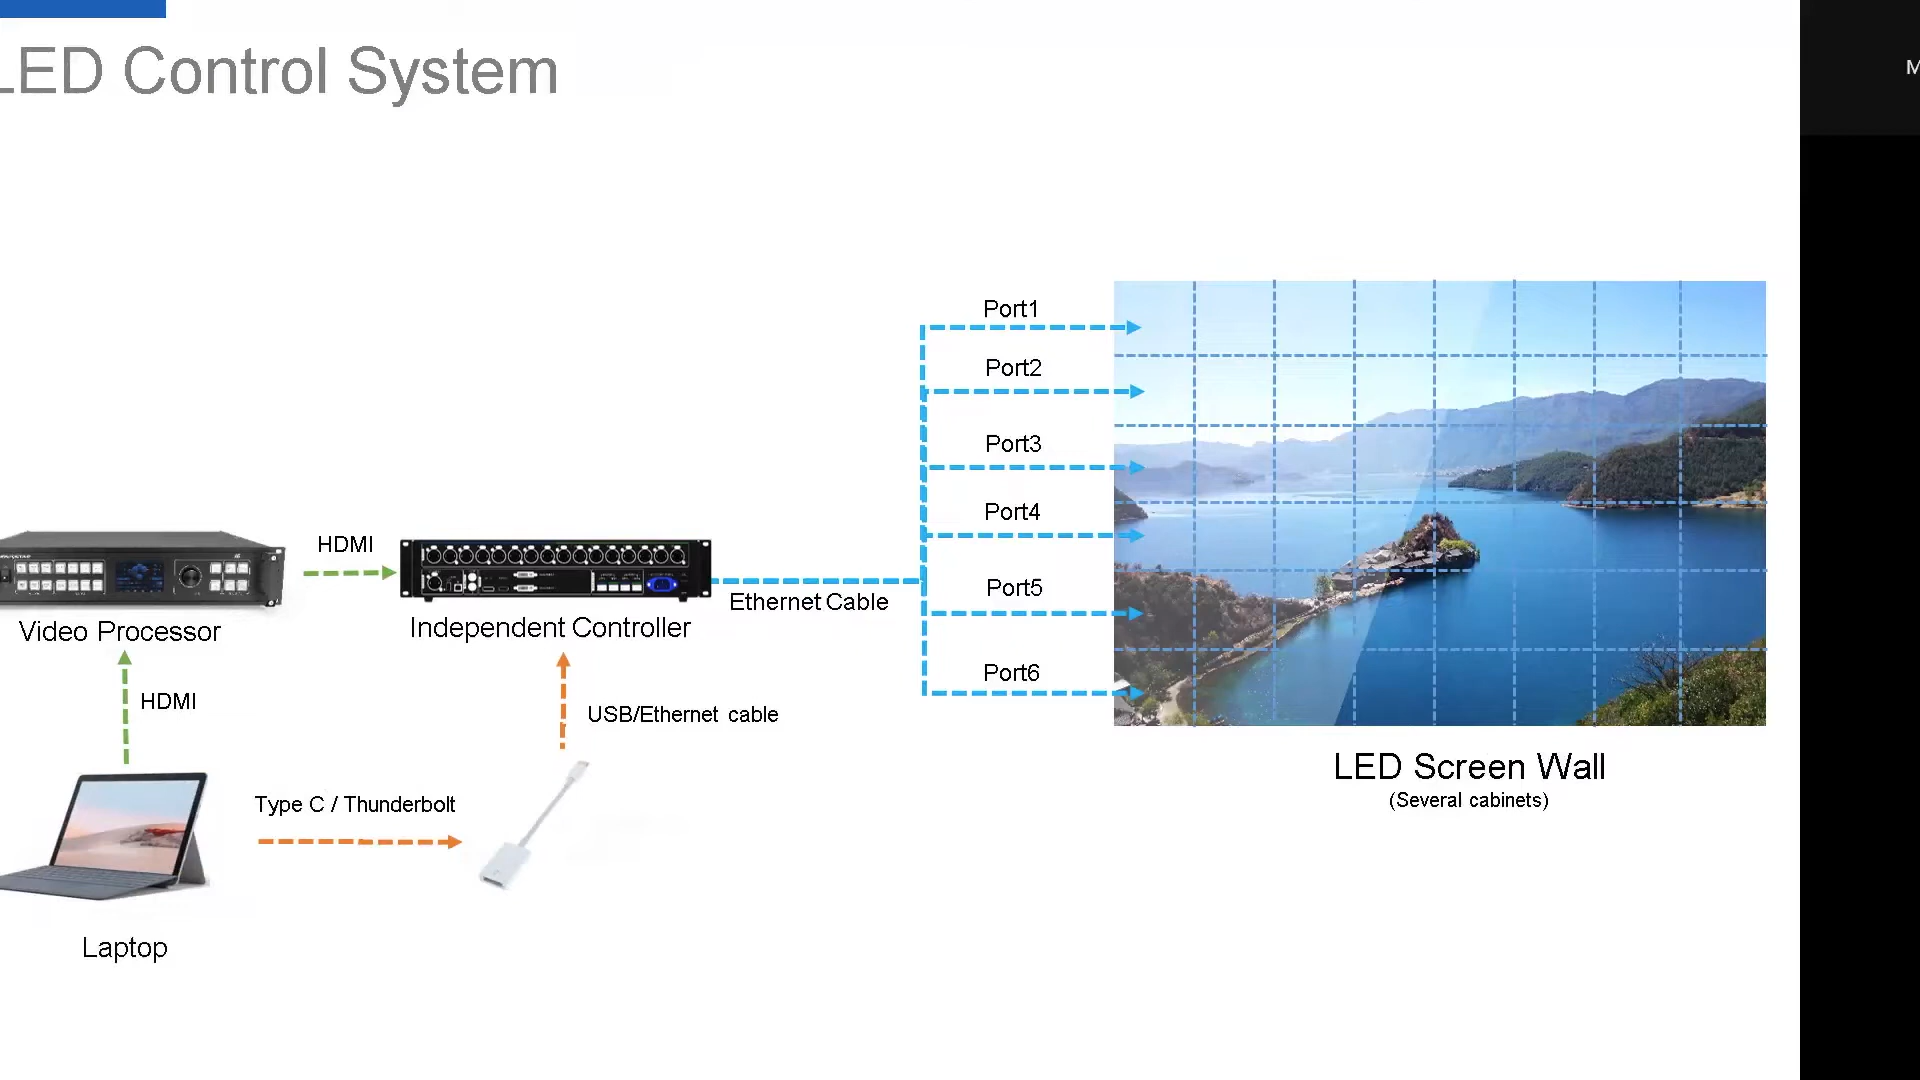 LED Control System
Port1
Port2
Port3
Port4
HDMI
Port5
Ethernet Cable
Video Processor
Independent Controller
Port6
HDMI
USB/Ethernet cable
LED Screen Wall
(Several cabinets)
Type C / Thunderbolt
Laptop